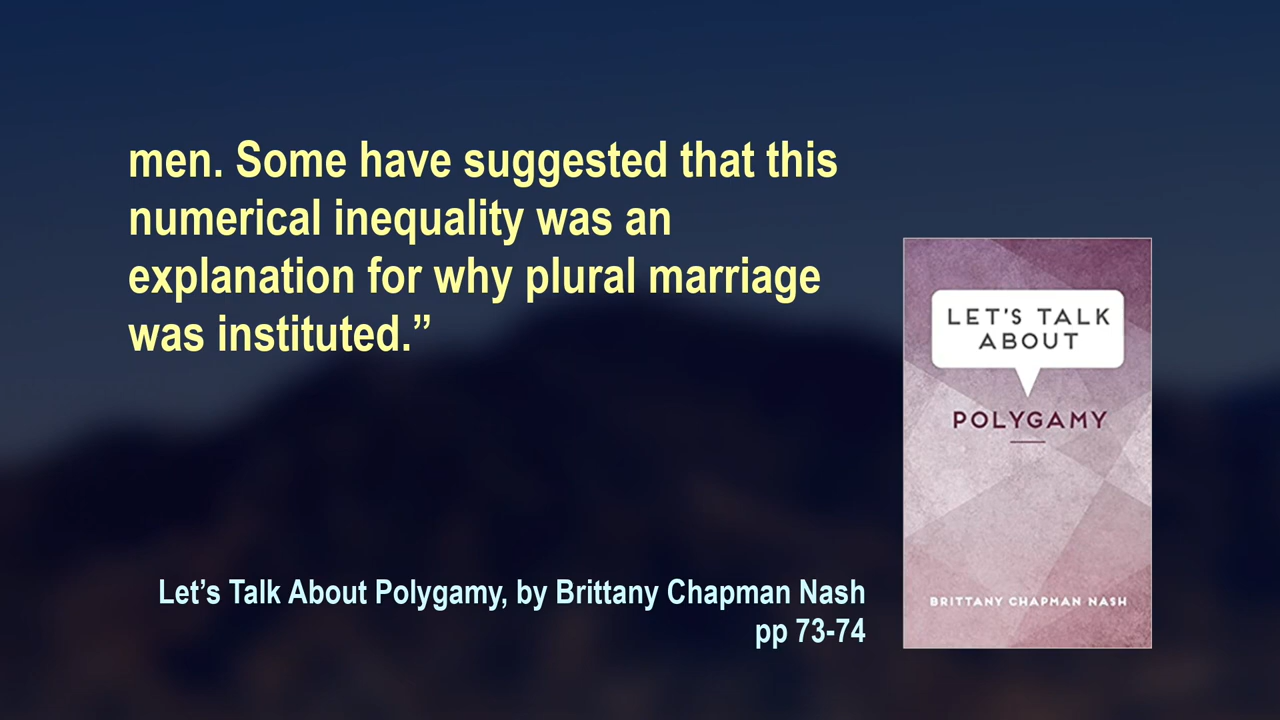 men. Some have suggested that this
numerical inequality was an
explanation for why plural marriage
was instituted.”
LET'S TALK
ABOUT
POLYGAMY
BRITTANY CHAPMAN NASH
Let’s Talk About Polygamy, by Brittany Chapman Nash
pp 73-74